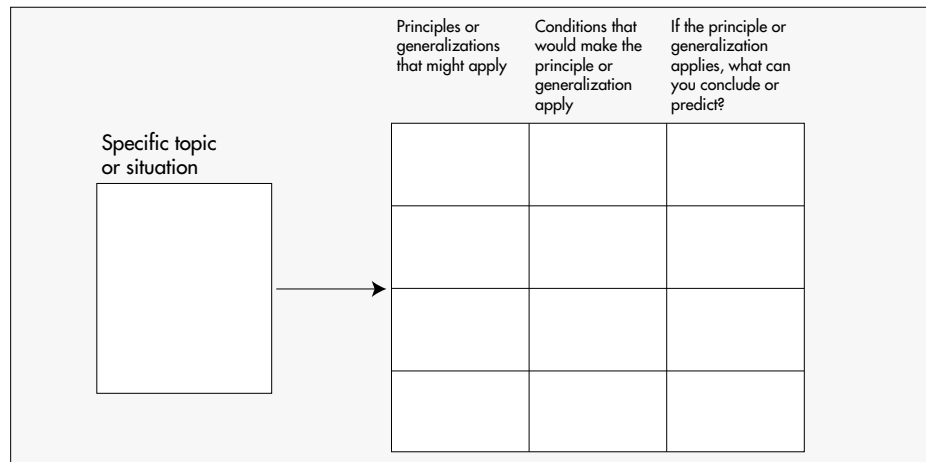 Principles or
generalizations
that might apply
Conditions that
would make the
principle or
generalization
apply
If the principle or
generalization
applies, what can
you conclude or
predict?
Specific topic
or situation